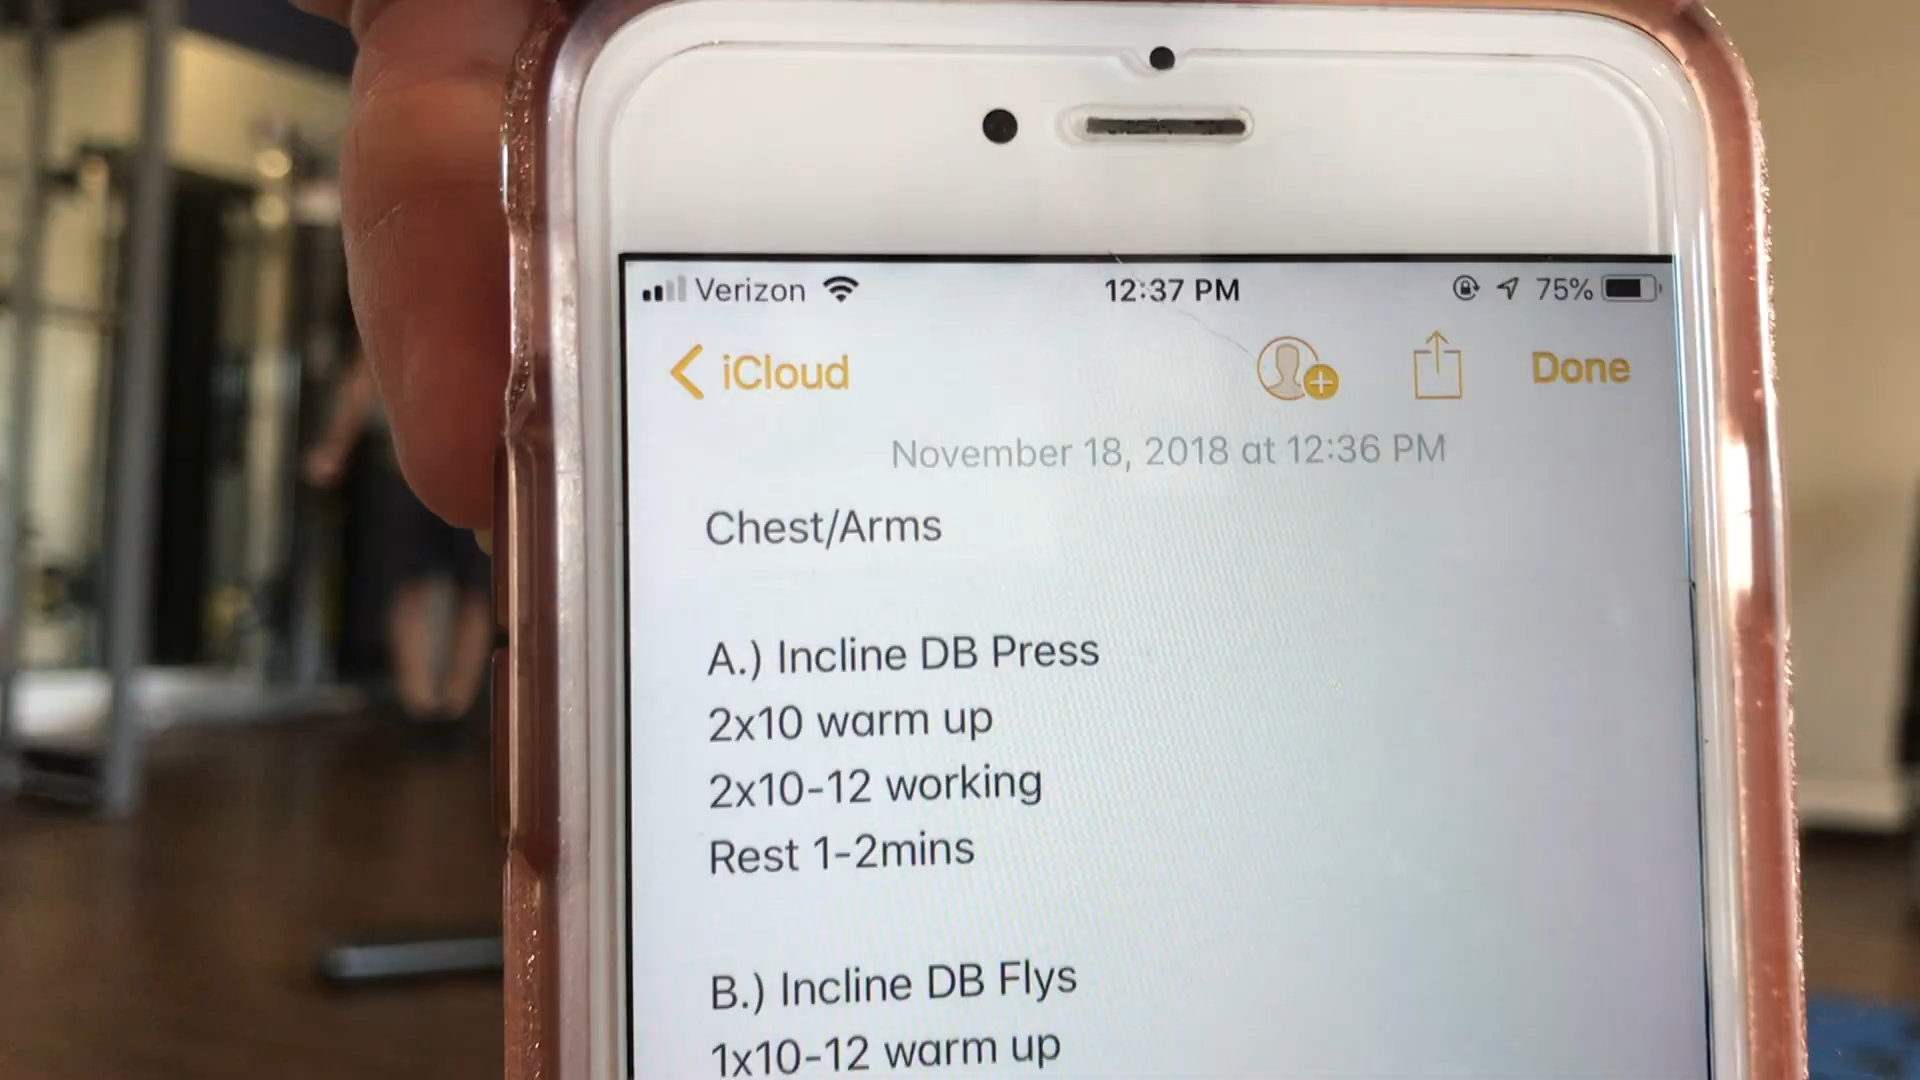 Verizon 12:37 PM 75%
iCloud Done
November 18, 2018 at 12:36 PM
Chest/Arms
A.) Incline DB Press
2x10 warm up
2x10-12 working
Rest 1-2mins
B.) Incline DB Flys
1x10-12 warm up